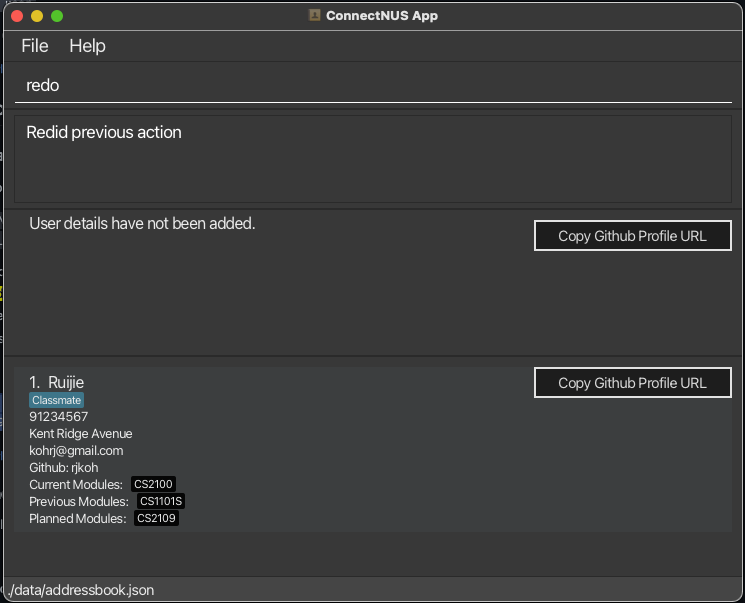 ConnectNUS App
File Help
redo
Redid previous action
User details have not been added.
Copy Github Profile URL
1. Ruijie
Copy Github Profile URL
Classmate
91234567
Kent Ridge Avenue
kohrj@gmail.com
Github: rjkoh
Current Modules: CS2100
Previous Modules: CS1101S
Planned Modules: CS2109
./data/addressbook.json